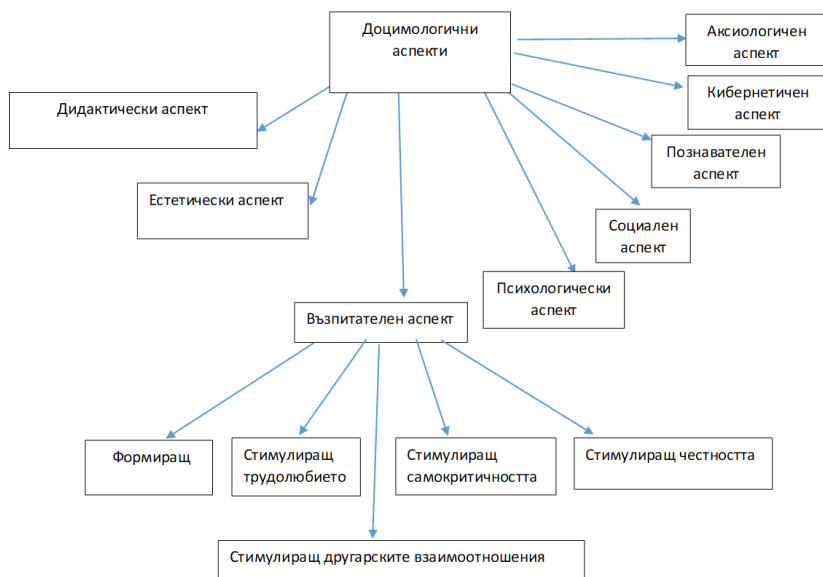 Доцимологични
аспекти
Аксиологичен
аспект
Кибернетичен
аспект
Дидактически аспект
Познавателен
аспект
Естетически аспект
Социален
аспект
Психологически
аспект
Възпитателен аспект
Формиращ
Стимулиращ
трудолюбието
Стимулиращ
самокритичността
Стимулиращ честността
Стимулиращ другарските взаимоотношения